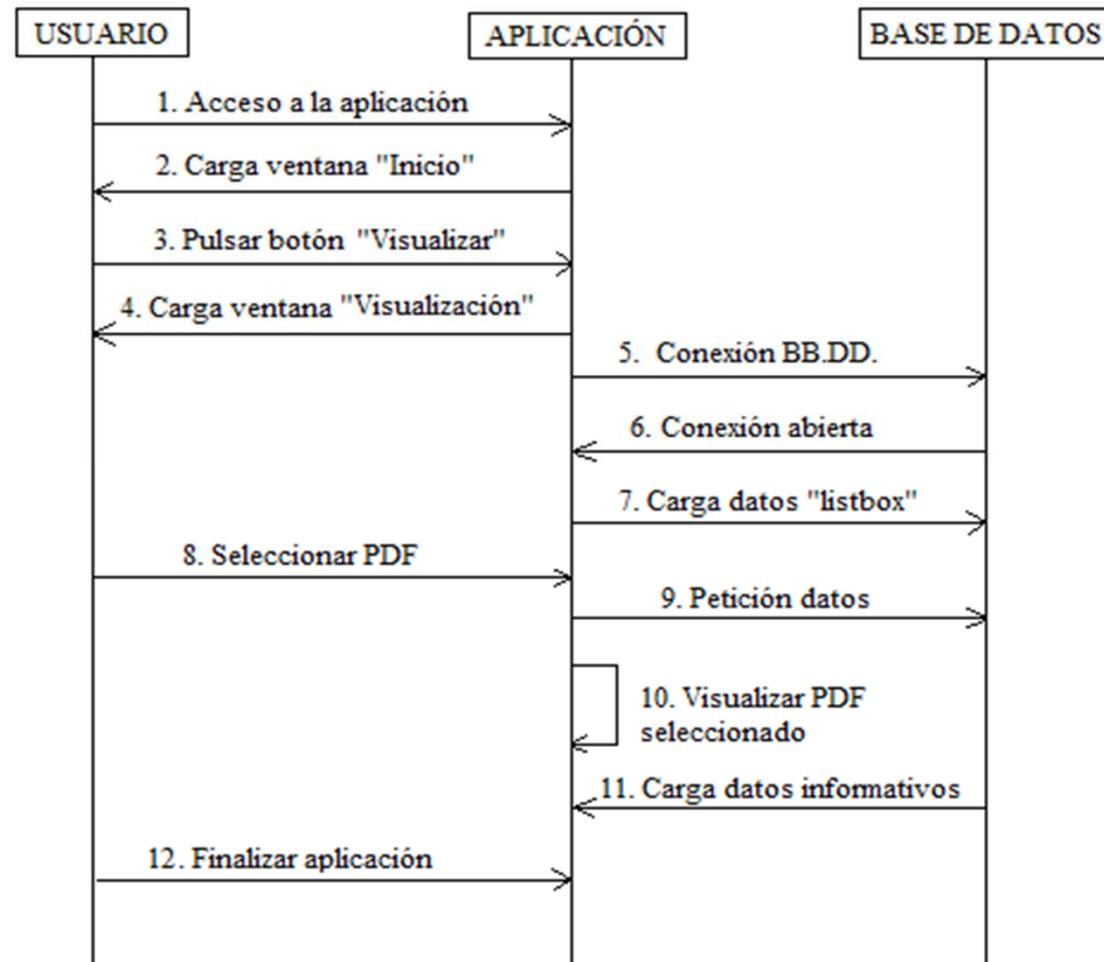 USUARIO
APLICACIÓN
BASE DE DATOS
1. Acceso a la aplicación
2. Carga ventana "Inicio"
3. Pulsar botón "Visualizar"
4. Carga ventana "Visualización"
5. Conexión BB.DD.
6. Conexión abierta
7. Carga datos "listbox"
8. Seleccionar PDF
9. Petición datos
10. Visualizar PDF
seleccionado
11. Carga datos informativos
12. Finalizar aplicación